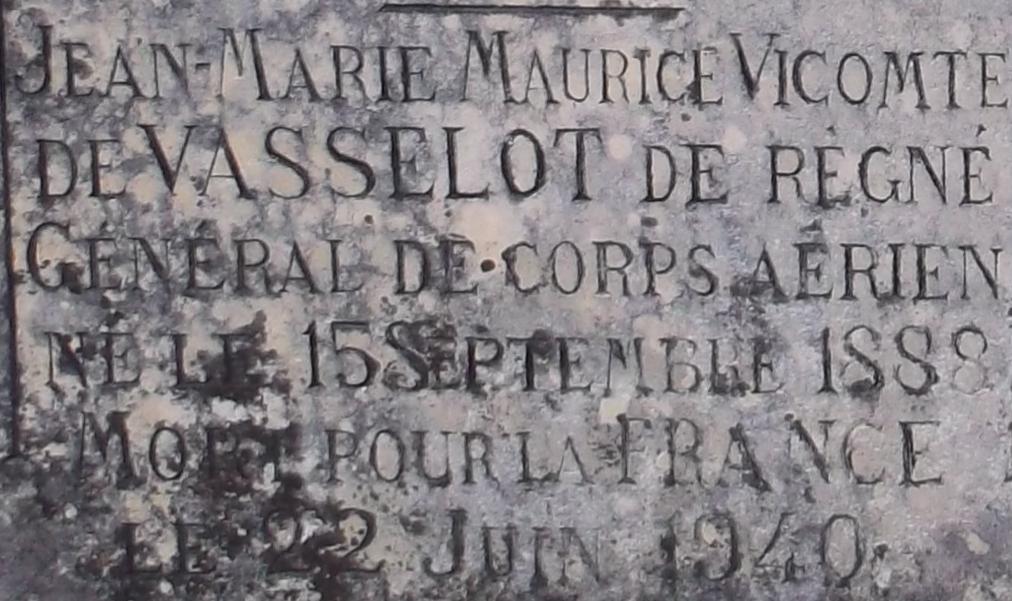 JEAN-MARIE MAURICE VICOMTE
DE VASSELOT DE RÉGNÉ
GÉNÉRAL DE CORPS AÉRIEN
NÉ LE 15 SEPTEMBRE 1888
MORT POUR LA FRANCE
LE 22 JUIN 1940